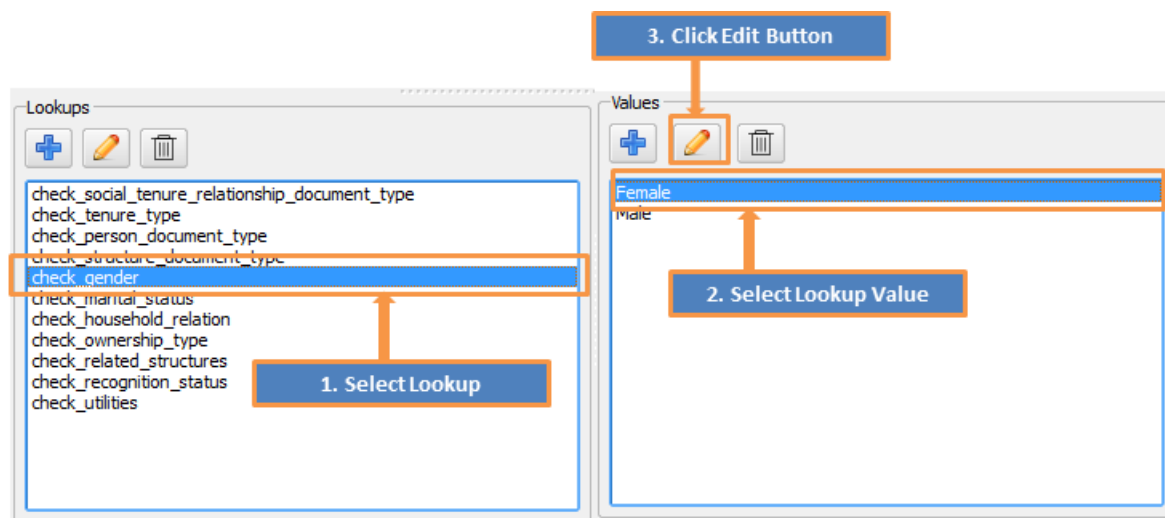 3. Click Edit Button
Lookups
check_social_tenure_relationship_document_type
check_tenure_type
check_person_document_type
check_structure_document_type
check_gender
check_marital_status
check_household_relation
check_ownership_type
check_related_structures
check_recognition_status
check_utilities
1. Select Lookup
Values
Female
Male
2. Select Lookup Value